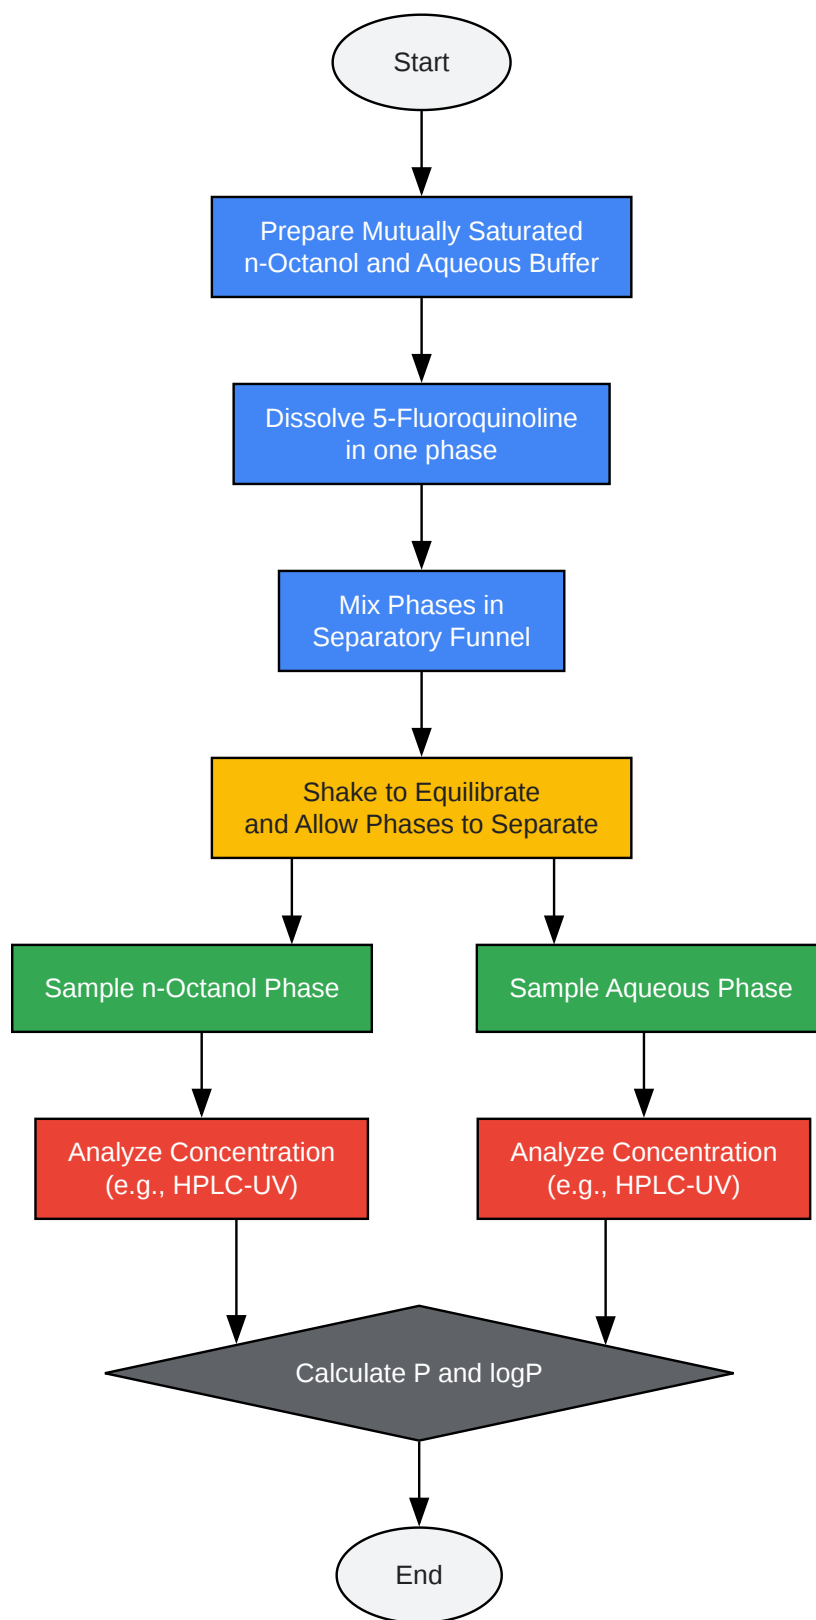 Start
Prepare Mutually Saturated
n-Octanol and Aqueous Buffer
Dissolve 5-Fluoroquinoline
in one phase
Mix Phases in
Separatory Funnel
Shake to Equilibrate
and Allow Phases to Separate
Sample n-Octanol Phase
Sample Aqueous Phase
Analyze Concentration
(e.g., HPLC-UV)
Analyze Concentration
(e.g., HPLC-UV)
Calculate P and logP
End